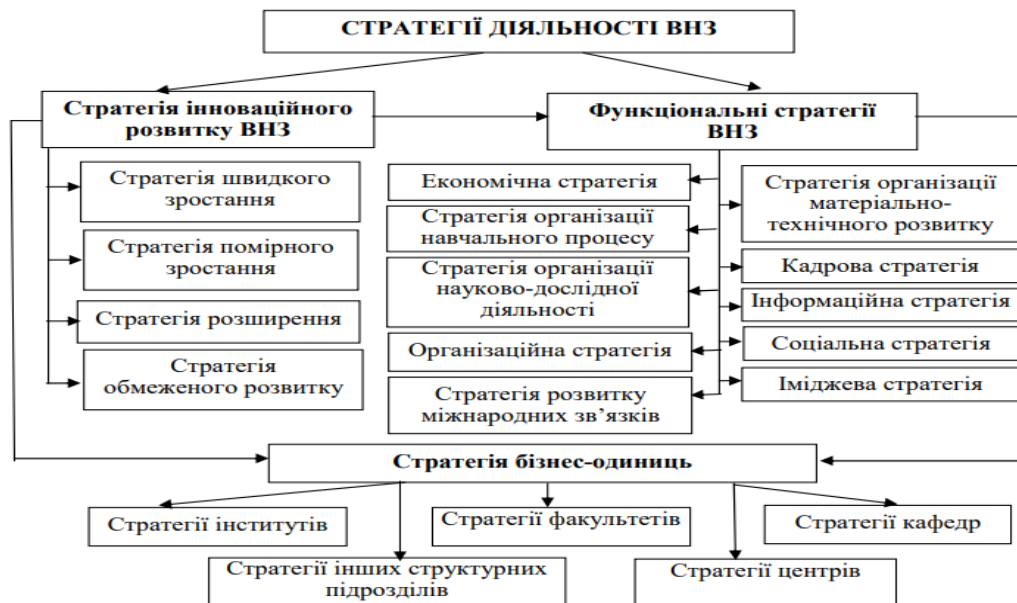 СТРАТЕГІЇ ДІЯЛЬНОСТІ ВНЗ
Стратегія інноваційного
розвитку ВНЗ
Функціональні стратегії
ВНЗ
Стратегія швидкого
зростання
Стратегія помірного
зростання
Стратегія розширення
Стратегія
обмеженого розвитку
Економічна стратегія
Стратегія організації
навчального процесу
Стратегія організації
науково-дослідної
діяльності
Організаційна стратегія
Стратегія розвитку
міжнародних зв’язків
Стратегія організації
матеріально-
технічного розвитку
Кадрова стратегія
Інформаційна стратегія
Соціальна стратегія
Іміджева стратегія
Стратегія бізнес-одиниць
Стратегії інститутів
Стратегії факультетів
Стратегії кафедр
Стратегії інших структурних
підрозділів
Стратегії центрів